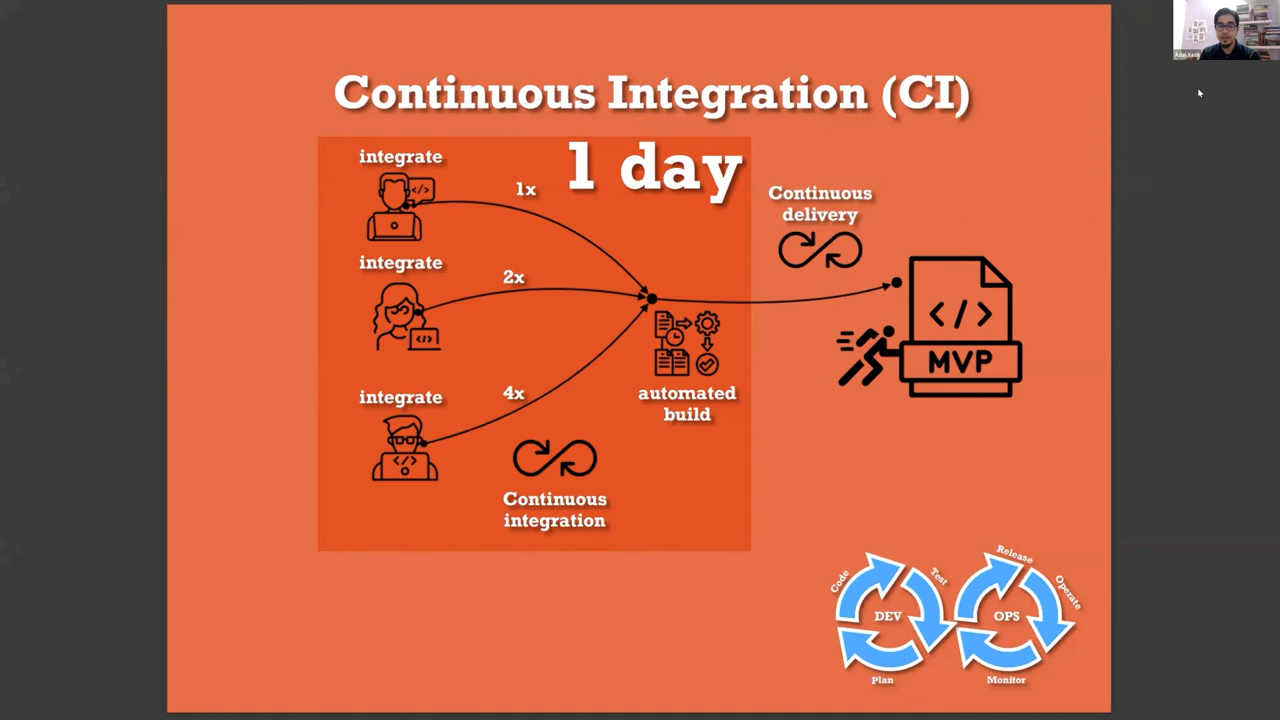 Continuous Integration (CI)
integrate
1x
1 day
integrate
2x
integrate
4x
Continuous
integration
automated
build
Continuous
delivery
</>
</>
</>
</>
MVP
Code
Test
DEV
Plan
Release
Operate
OPS
Monitor